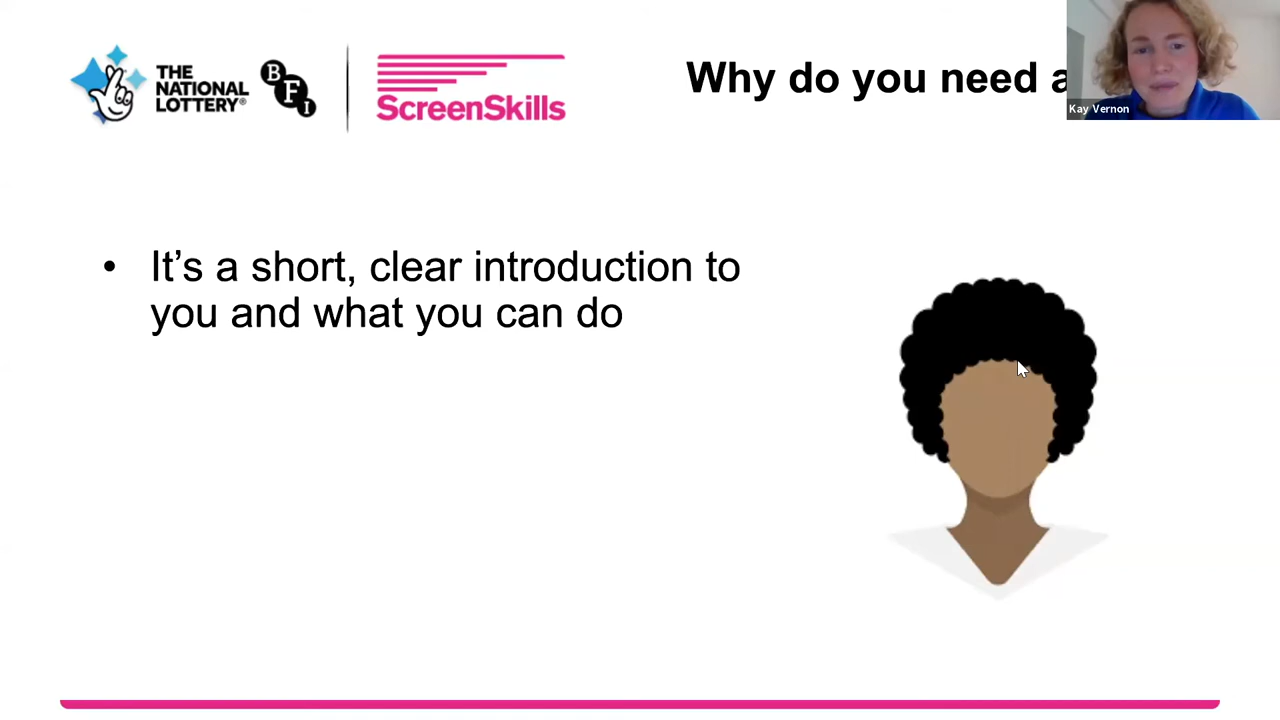 THE
NATIONAL
LOTTERY®
BFI
ScreenSkills
Why do you need a
Kay Vernon
• It’s a short, clear introduction to
you and what you can do